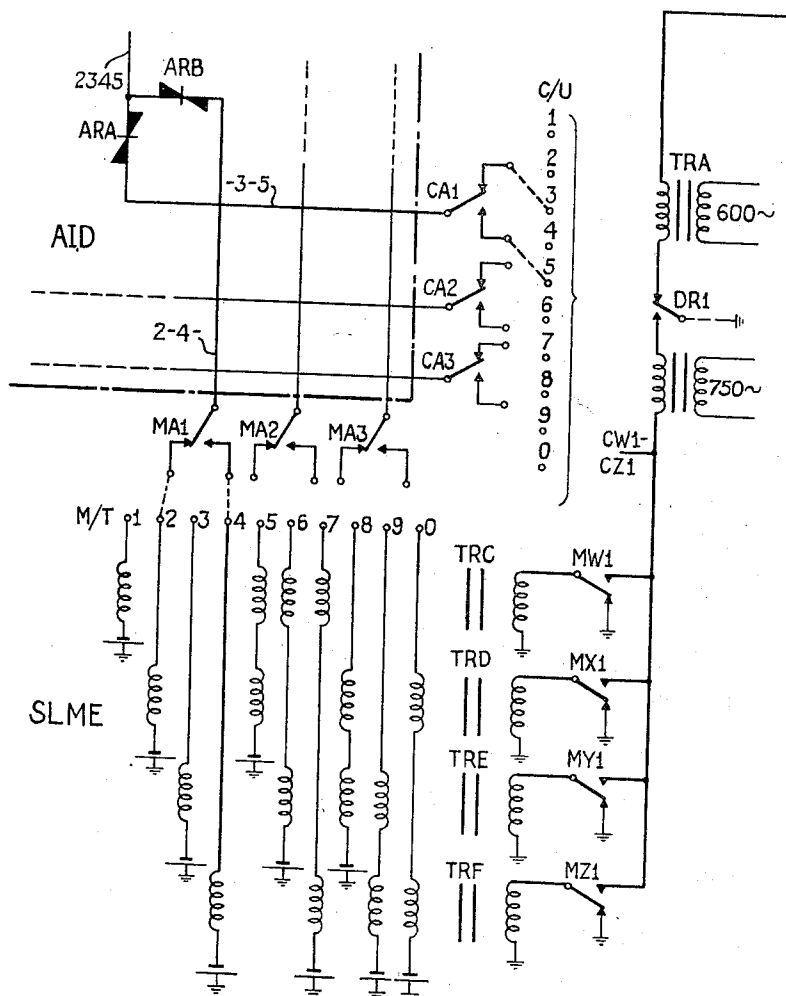 2345
ARB
ARA
-3-5
AID
2-4-
CA1
CA2
CA3
C/U
1
2
3
4
5
6
7
8
9
0
TRA
600~
DR1
750~
CW1-
CZ1
MA1
MA2
MA3
M/T 1 2 3 4 5 6 7 8 9 0
SLME
TRC
MW1
TRD
MX1
TRE
MY1
TRF
MZ1